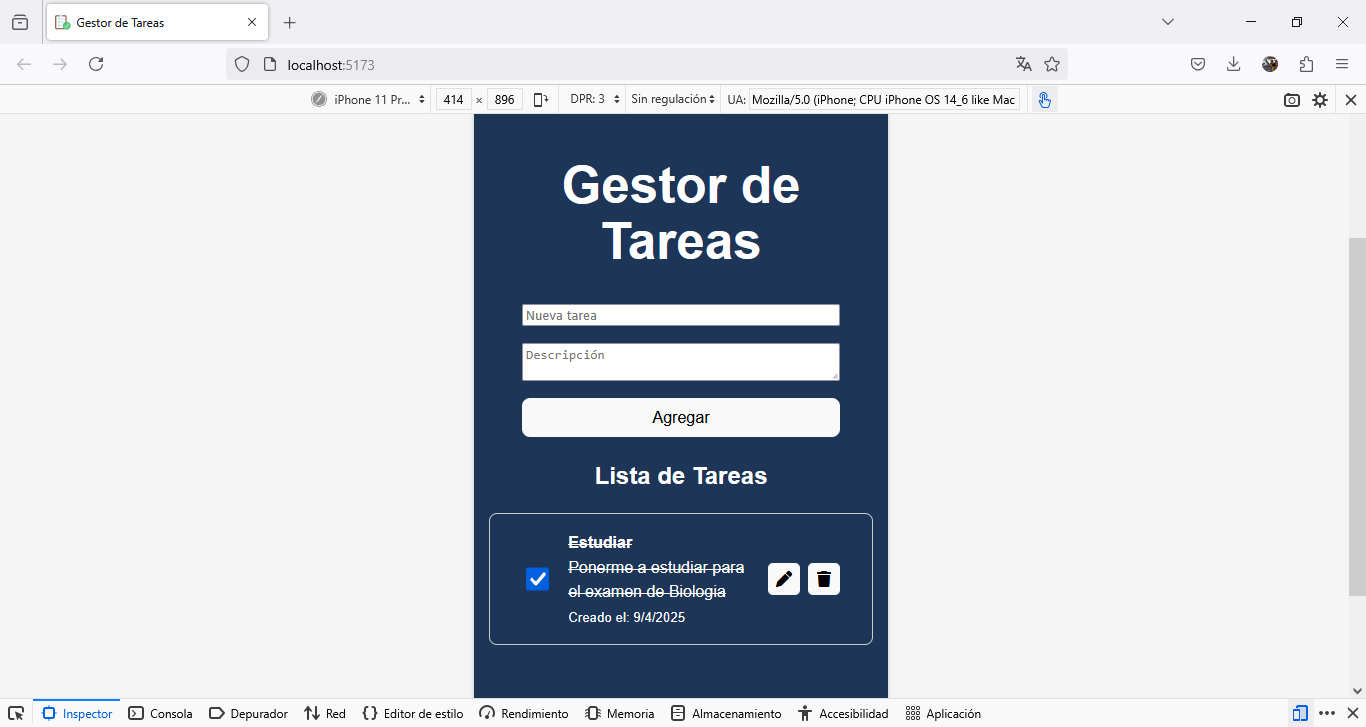 Gestor de Tareas
localhost:5173
iPhone 11 Pr... 414 × 896 DPR: 3 Sin regulación UA: Mozilla/5.0 (iPhone; CPU iPhone OS 14_6 like Mac
Gestor de
Tareas
Nueva tarea
Descripción
Agregar
Lista de Tareas
Estudiar
Ponerme a estudiar para
el examen de Biologia
Creado el: 9/4/2025
Inspector Consola Depurador Red Editor de estilo Rendimiento Memoria Almacenamiento Accesibilidad Aplicación